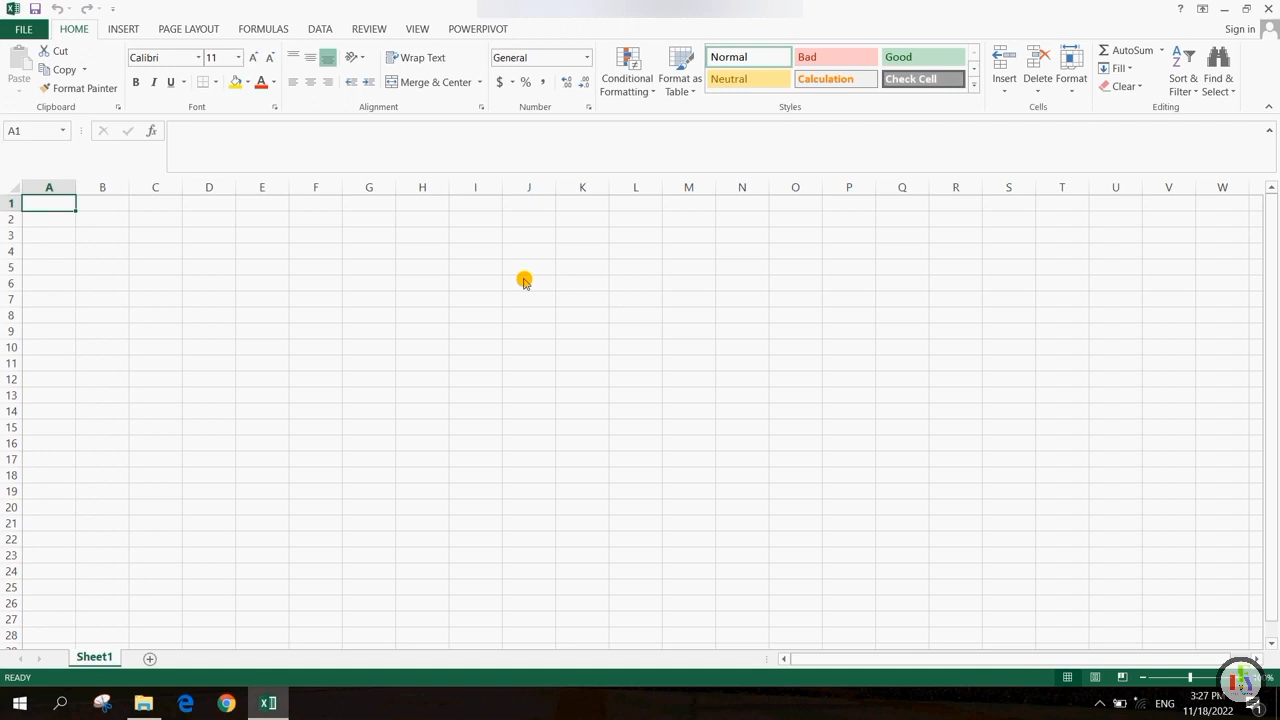 ?
FILE HOME INSERT PAGE LAYOUT FORMULAS DATA REVIEW VIEW POWERPIVOT Sign in
Paste Cut Copy Format Painter
Clipboard
Calibri 11
B I U A
Font
Wrap Text
Merge & Center
Alignment
General
$ % ,
Number
Conditional Formatting
Format as Table
Normal Bad Good
Neutral Calculation Check Cell
Styles
Insert Delete Format
Cells
AutoSum
Fill
Clear
Sort & Filter
Find & Select
Editing
A1 fx
A B C D E F G H I J K L M N O P Q R S T U V W
1
2
3
4
5
6
7
8
9
10
11
12
13
14
15
16
17
18
19
20
21
22
23
24
25
26
27
28
Sheet1
READY
ENG
11/18/2022